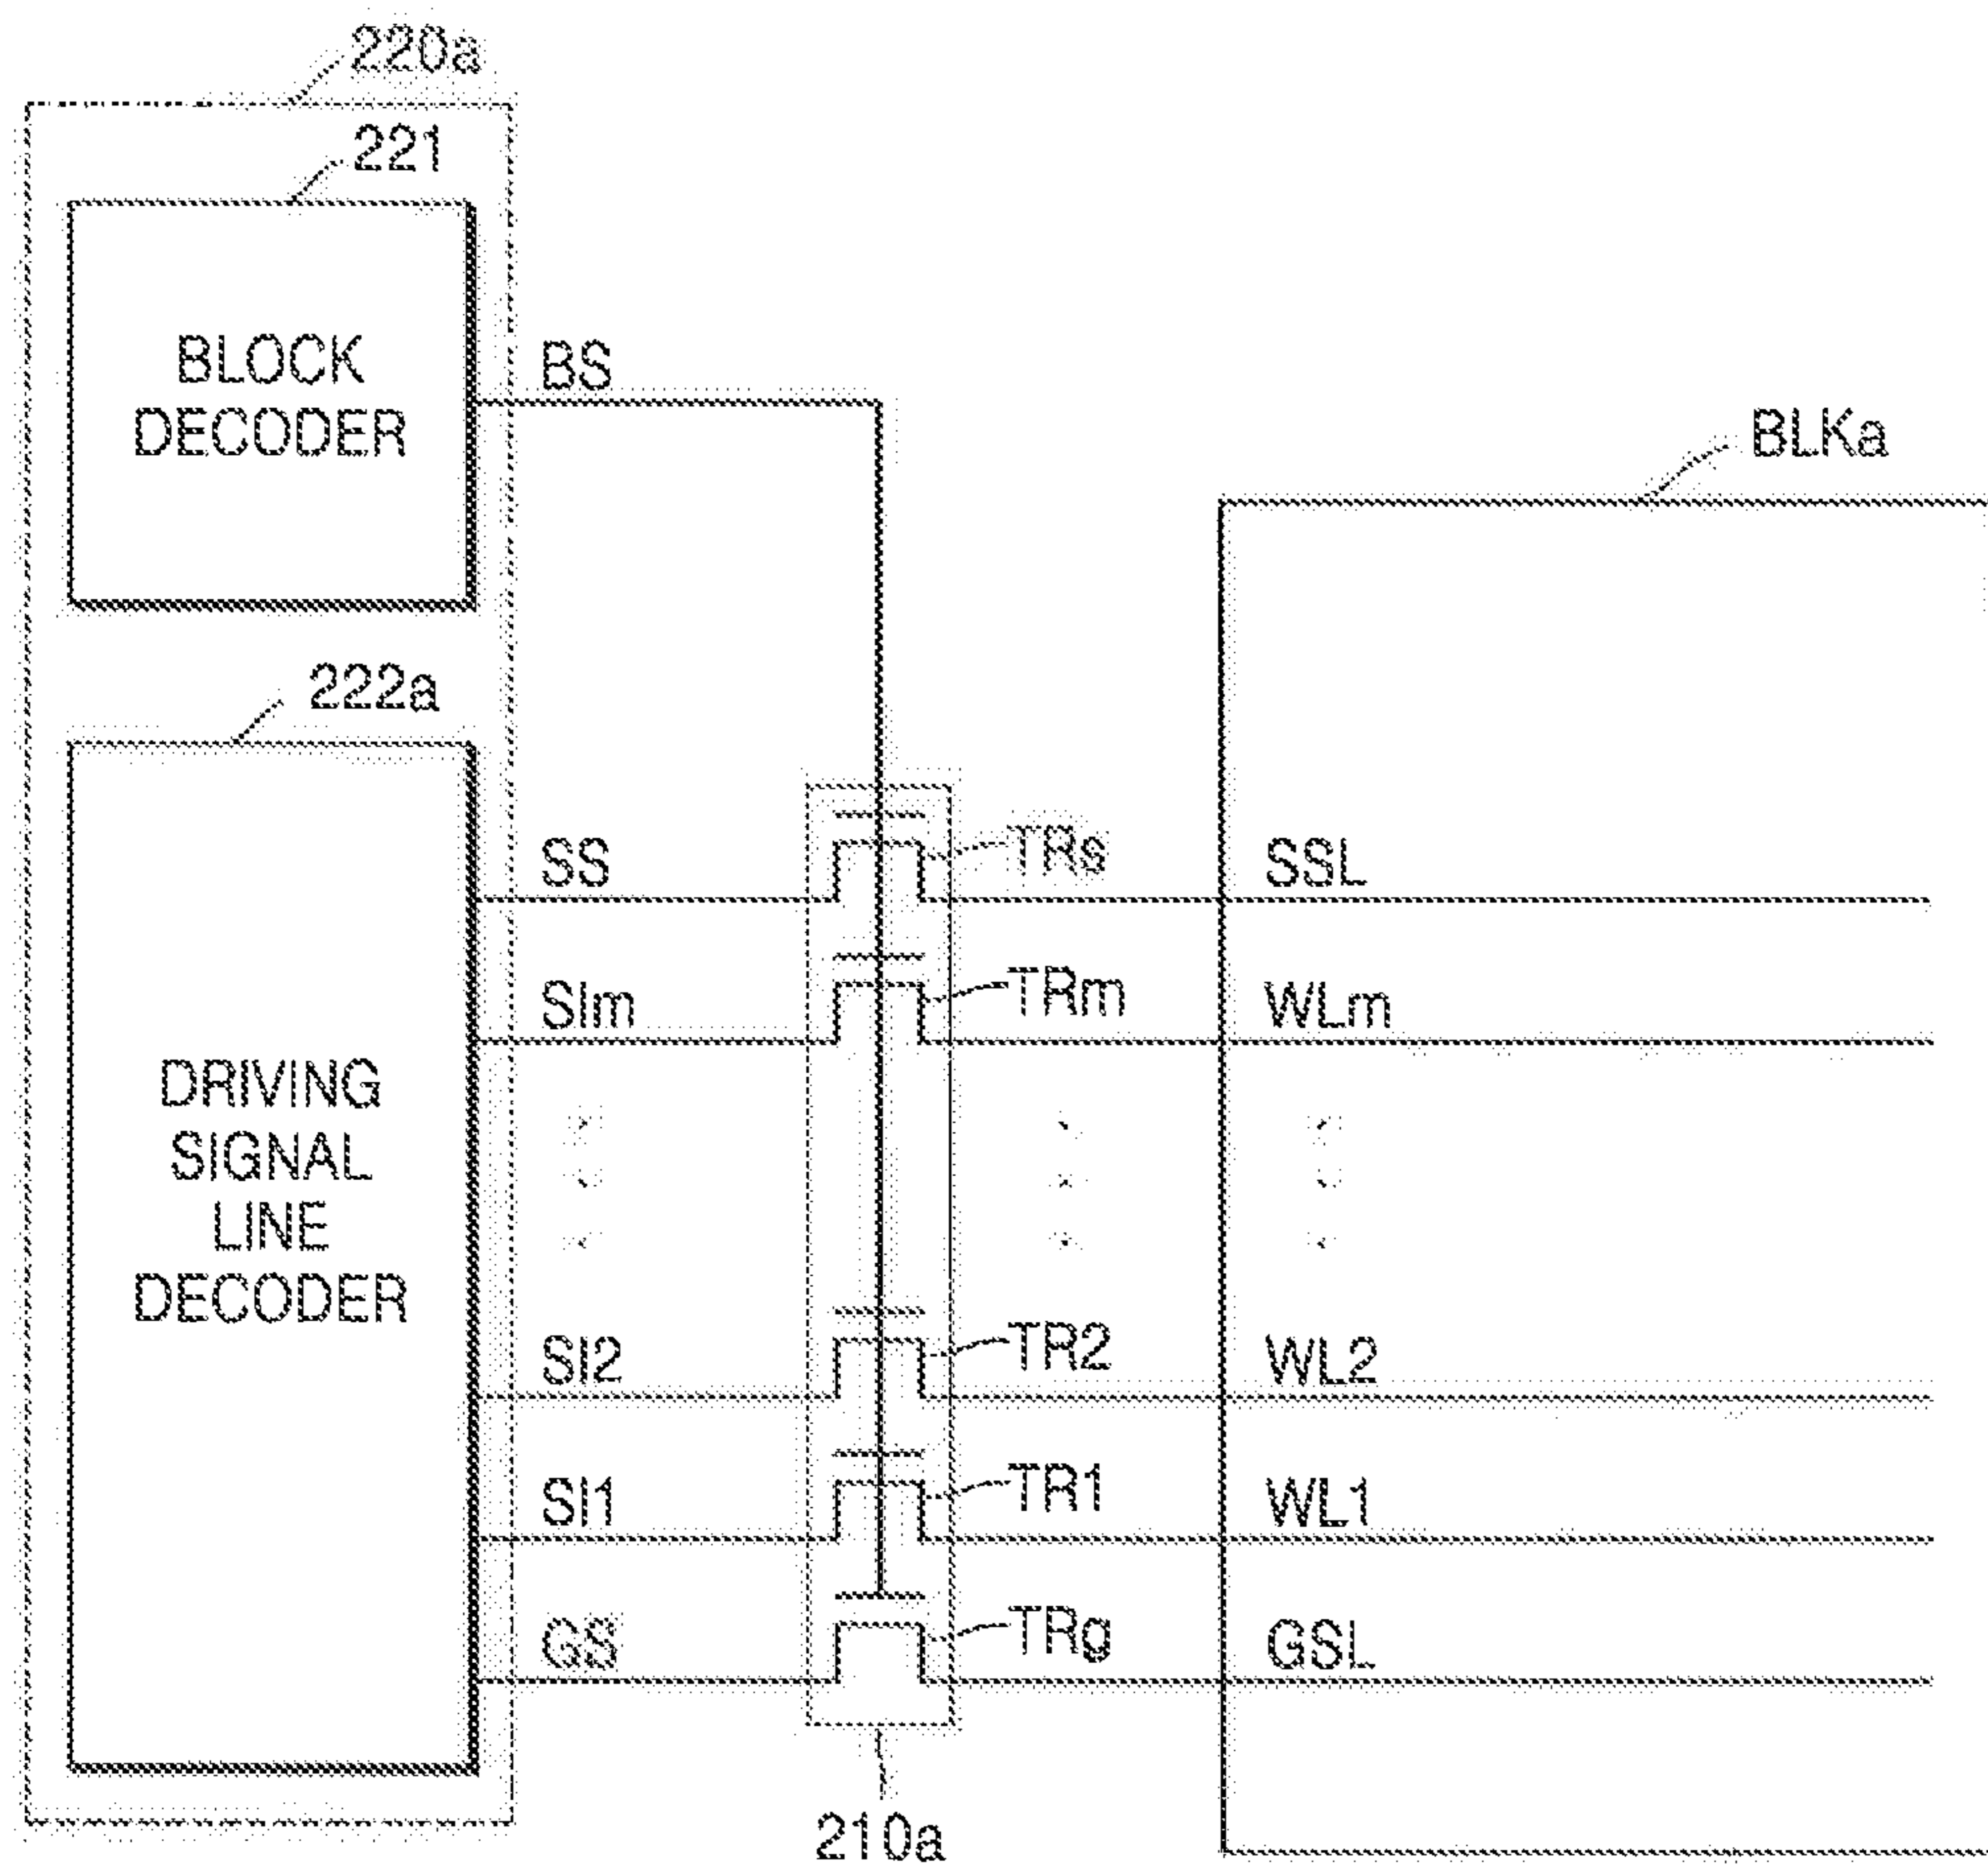 220a
221
BLOCK
DECODER
BS
BLKa
222a
DRIVING
SIGNAL
LINE
DECODER
SS
TRs
SSL
SIm
TRm
WLm
SI2
TR2
WL2
SI1
TR1
WL1
GS
TRg
GSL
210a